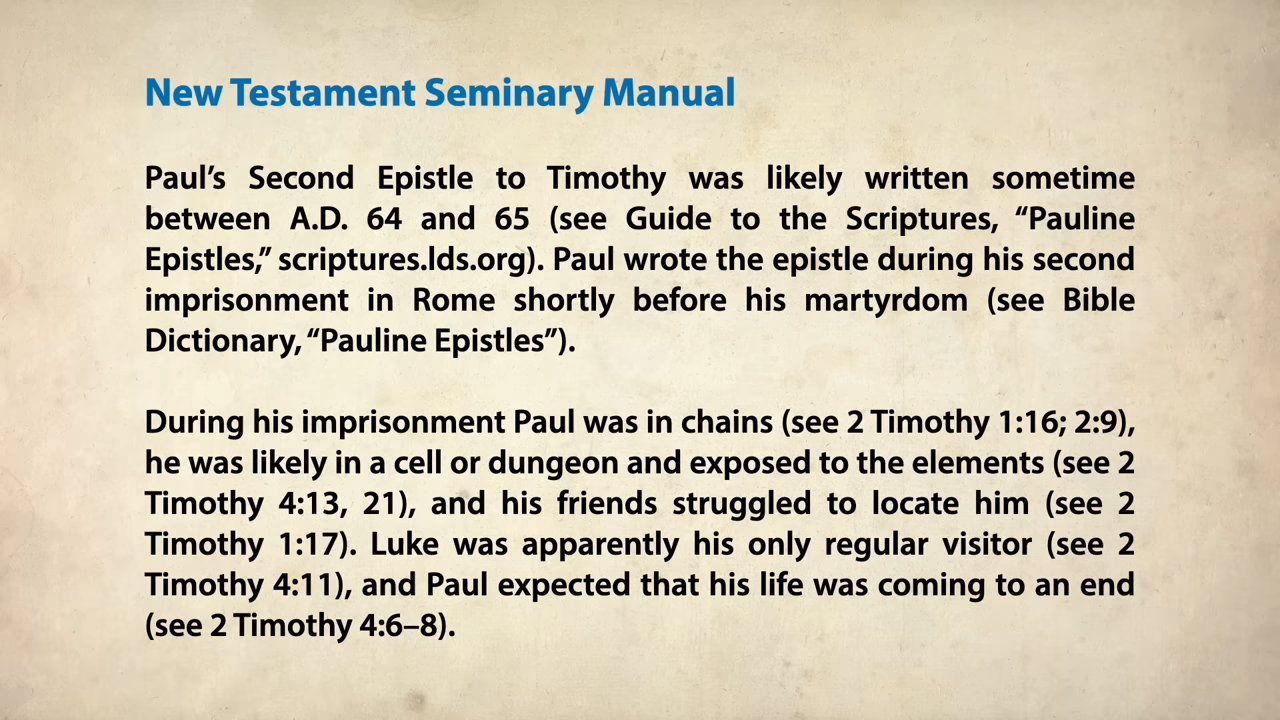 New Testament Seminary Manual
Paul’s Second Epistle to Timothy was likely written sometime
between A.D. 64 and 65 (see Guide to the Scriptures, “Pauline
Epistles,” scriptures.lds.org). Paul wrote the epistle during his second
imprisonment in Rome shortly before his martyrdom (see Bible
Dictionary, “Pauline Epistles”).
During his imprisonment Paul was in chains (see 2 Timothy 1:16; 2:9),
he was likely in a cell or dungeon and exposed to the elements (see 2
Timothy 4:13, 21), and his friends struggled to locate him (see 2
Timothy 1:17). Luke was apparently his only regular visitor (see 2
Timothy 4:11), and Paul expected that his life was coming to an end
(see 2 Timothy 4:6–8).